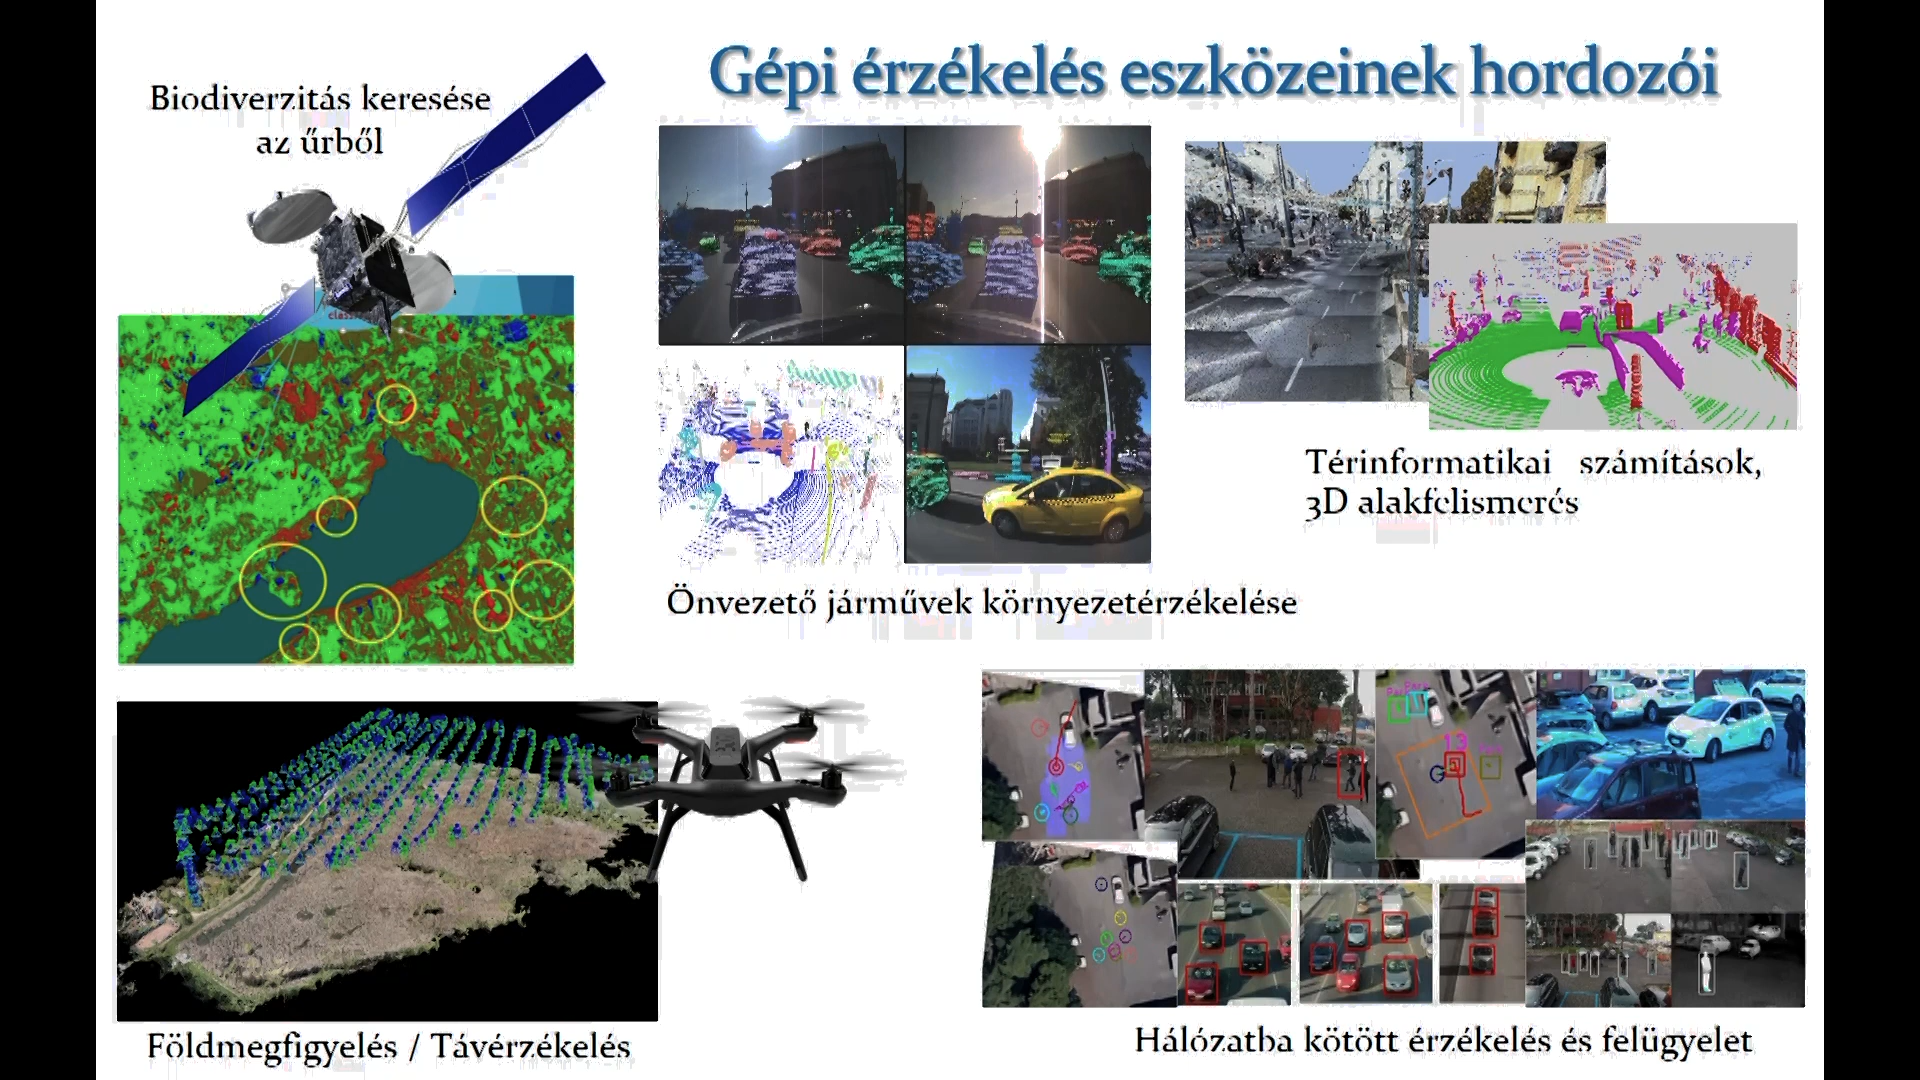 Gépi érzékelés eszközeinek hordozói
Biodiverzitás keresése
az űrből
Térinformatikai számítások,
3D alakfelismerés
Önvezető járművek környezetérzékelése
13
Földmegfigyelés / Távérzékelés
Hálózatba kötött érzékelés és felügyelet